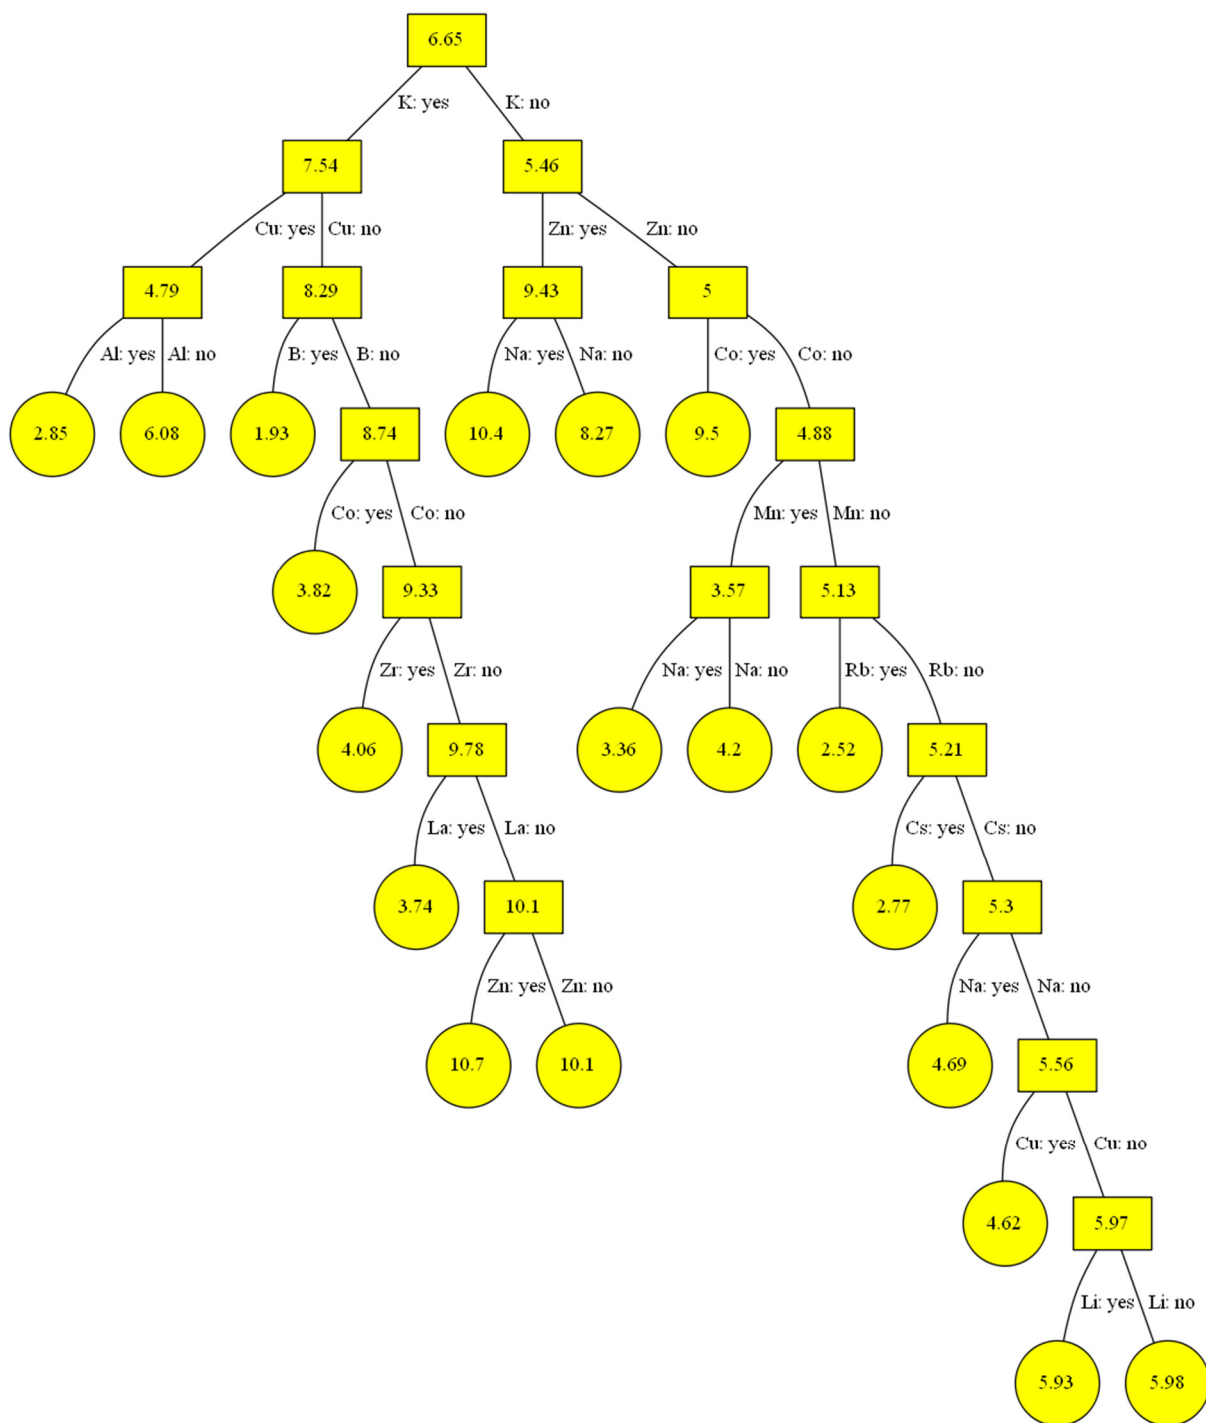 6.65
K: yes K: no
7.54 5.46
Cu: yes Cu: no Zn: yes Zn: no
4.79 8.29 9.43 5
Al: yes Al: no B: yes B: no Na: yes Na: no Co: yes Co: no
2.85 6.08 1.93 8.74 10.4 8.27 9.5 4.88
Co: yes Co: no Mn: yes Mn: no
3.82 9.33 3.57 5.13
Zr: yes Zr: no Na: yes Na: no Rb: yes Rb: no
4.06 9.78 3.36 4.2 2.52 5.21
La: yes La: no Cs: yes Cs: no
3.74 10.1 2.77 5.3
Zn: yes Zn: no Na: yes Na: no
10.7 10.1 4.69 5.56
Cu: yes Cu: no
4.62 5.97
Li: yes Li: no
5.93 5.98